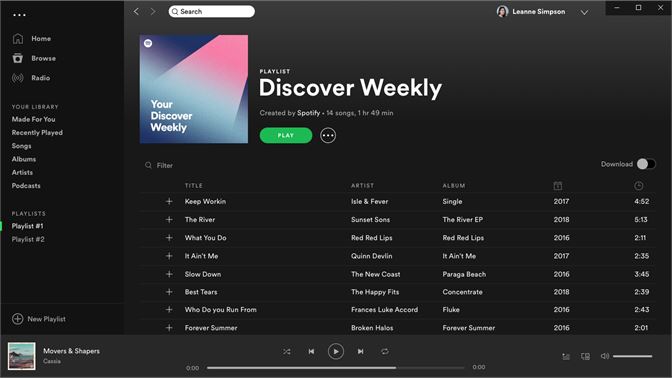 Search
Leanne Simpson
Home
Browse
Radio
YOUR LIBRARY
Made For You
Recently Played
Songs
Albums
Artists
Podcasts
PLAYLISTS
Playlist #1
Playlist #2
New Playlist
Your
Discover
Weekly
PLAYLIST
Discover Weekly
Created by Spotify • 14 songs, 1 hr 49 min
PLAY
Filter
Download
TITLE ARTIST ALBUM
Keep Workin Isle & Fever Single 2017 4:52
The River Sunset Sons The River EP 2018 5:13
What You Do Red Red Lips Red Red Lips 2016 2:11
It Ain't Me Quinn Devlin It Ain't Me 2017 2:35
Slow Down The New Coast Paraga Beach 2016 3:45
Best Tears The Happy Fits Concentrate 2018 2:39
Who Do you Run From Frances Luke Accord Fluke 2016 2:43
Forever Summer Broken Halos Forever Summer 2016 2:01
Movers & Shapers
Cassia
0:00 0:00